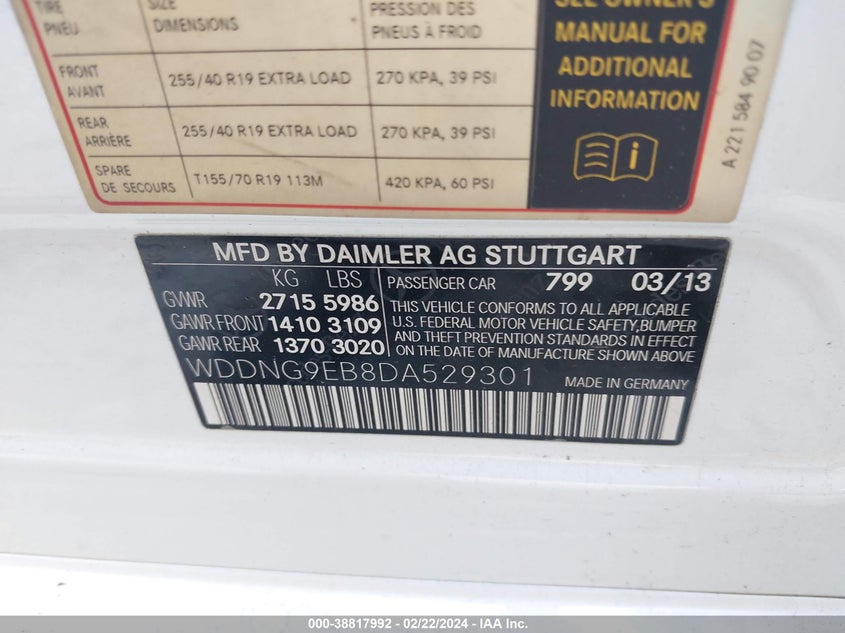 TIRE SIZE PRESSION DES
PNEU DIMENSIONS PNEUS À FROID
FRONT
AVANT 255/40 R19 EXTRA LOAD 270 KPA, 39 PSI
REAR
ARRIÈRE 255/40 R19 EXTRA LOAD 270 KPA, 39 PSI
SPARE
DE SECOURS T155/70 R19 113M 420 KPA, 60 PSI
SEE OWNER'S
MANUAL FOR
ADDITIONAL
INFORMATION
A 221 584 90 07
MFD BY DAIMLER AG STUTTGART
KG LBS PASSENGER CAR 799 03/13
GVWR 2715 5986
GAWR FRONT 1410 3109
GAWR REAR 1370 3020
THIS VEHICLE CONFORMS TO ALL APPLICABLE
U.S. FEDERAL MOTOR VEHICLE SAFETY,BUMPER
AND THEFT PREVENTION STANDARDS IN EFFECT
ON THE DATE OF MANUFACTURE SHOWN ABOVE
WDDNG9EB8DA529301 MADE IN GERMANY
000-38817992 - 02/22/2024 - IAA Inc.